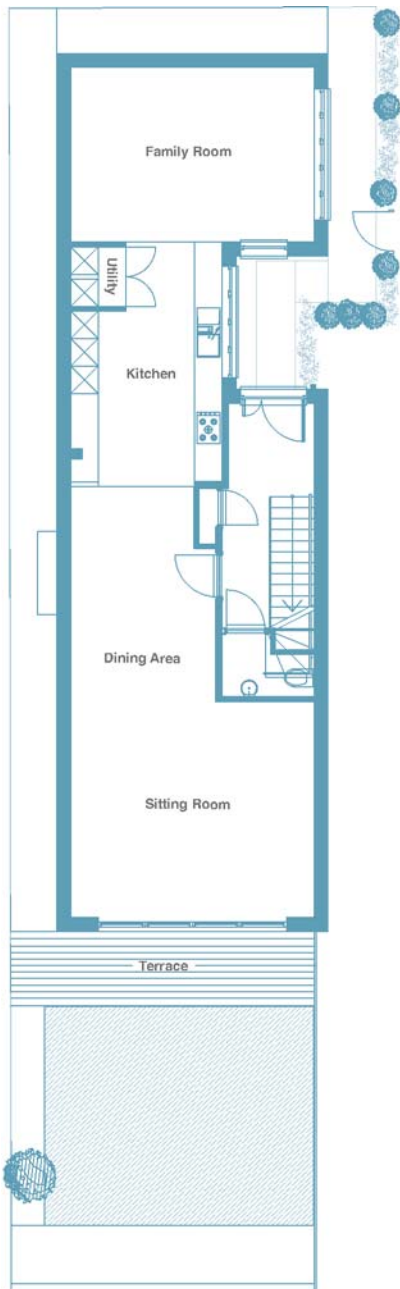 Family Room
Utility
Kitchen
Dining Area
Sitting Room
Terrace